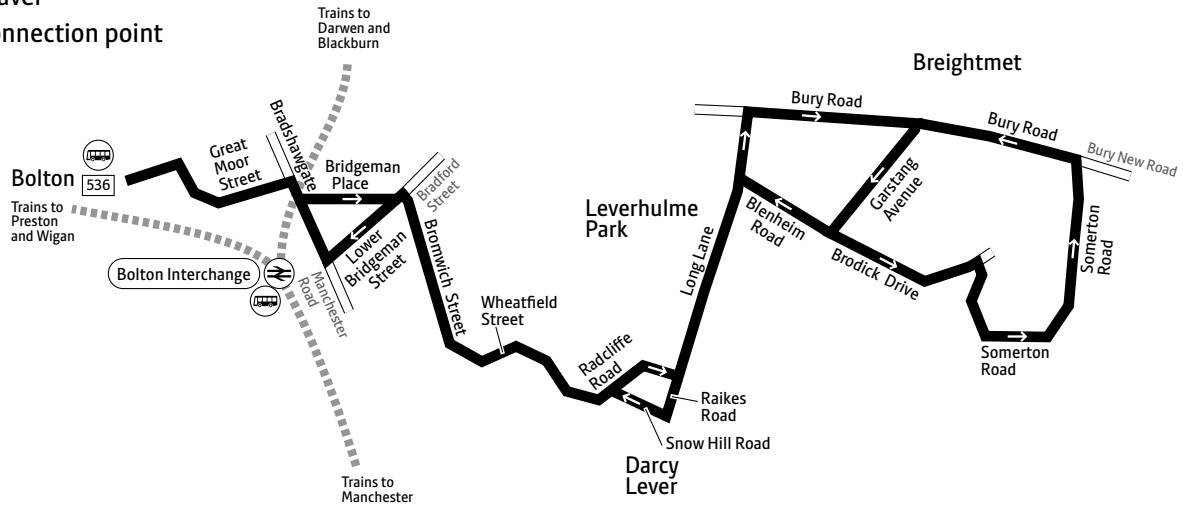 onnection point
Trains to
Darwen and
Blackburn
Breightmet
Bury Road
Bury Road
Bury New Road
Bradshawgate
Great
Moor
Street
Bridgeman
Place
Bradford
Street
Bolton
536
Trains to
Preston
and Wigan
Garstang
Avenue
Leverhulme
Park
Blenheim
Road
Lower
Bridgeman
Street
Bromwich Street
Long Lane
Somerton
Road
Brodick Drive
Bolton Interchange
Manchester
Road
Wheatfield
Street
Radcliffe
Road
Somerton
Road
Raikes
Road
Snow Hill Road
Darcy
Lever
Trains to
Manchester